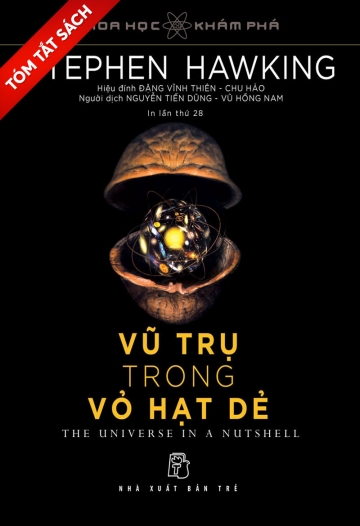 TÓM TẮT SÁCH
KHOA HỌC KHÁM PHÁ
STEPHEN HAWKING
Hiệu đính ĐẶNG VĨNH THIÊN - CHU HẢO
Người dịch NGUYỄN TIẾN DŨNG - VŨ HỒNG NAM
In lần thứ 28
VŨ TRỤ
TRONG
VỎ HẠT DẺ
THE UNIVERSE IN A NUTSHELL
NHÀ XUẤT BẢN TRẺ